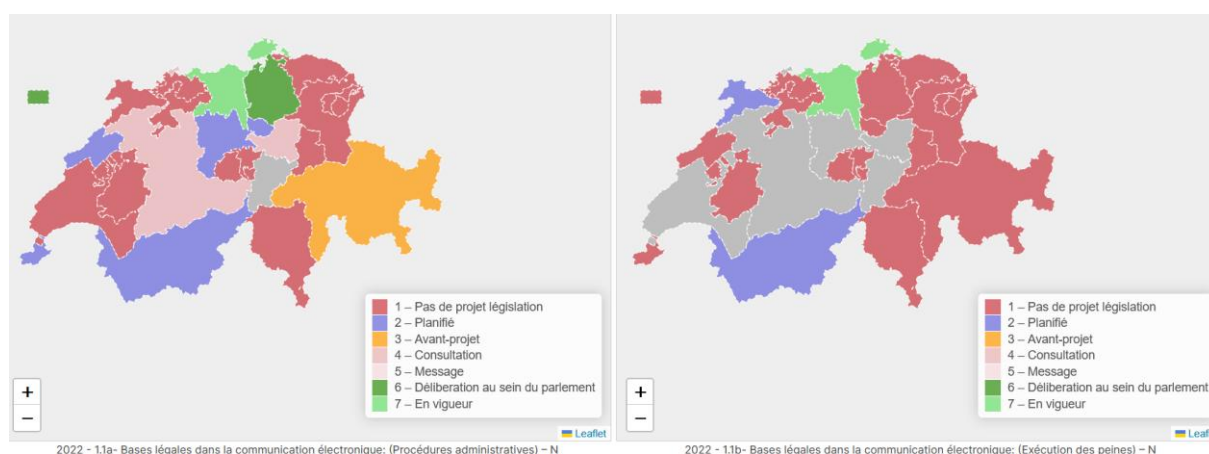 1 – Pas de projet législation
2 – Planifié
3 – Avant-projet
4 – Consultation
5 – Message
6 – Déliberation au sein du parlement
7 – En vigueur
+
−
Leaflet
2022 - 1.1a- Bases légales dans la communication électronique: (Procédures administratives) – N
1 – Pas de projet législation
2 – Planifié
3 – Avant-projet
4 – Consultation
5 – Message
6 – Déliberation au sein du parlement
7 – En vigueur
+
−
Leafl
2022 - 1.1b- Bases légales dans la communication électronique: (Exécution des peines) – N